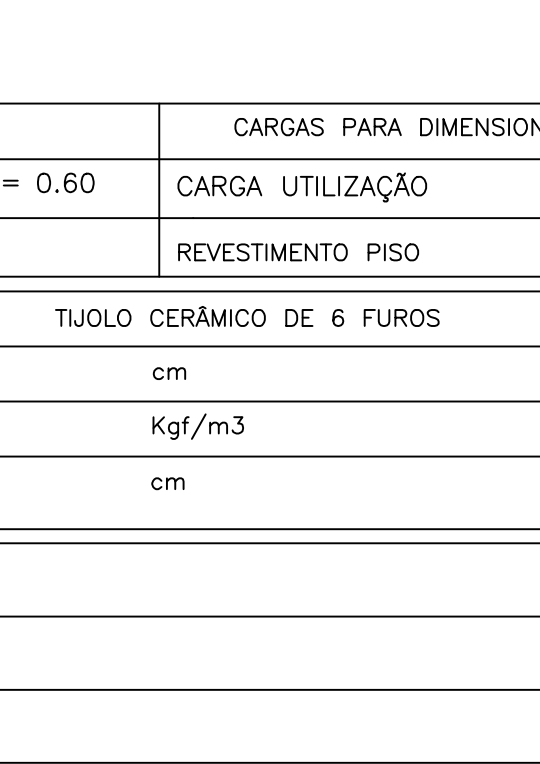 CARGAS PARA DIMENSION
= 0.60 CARGA UTILIZAÇÃO
REVESTIMENTO PISO
TIJOLO CERÂMICO DE 6 FUROS
cm
Kgf/m3
cm